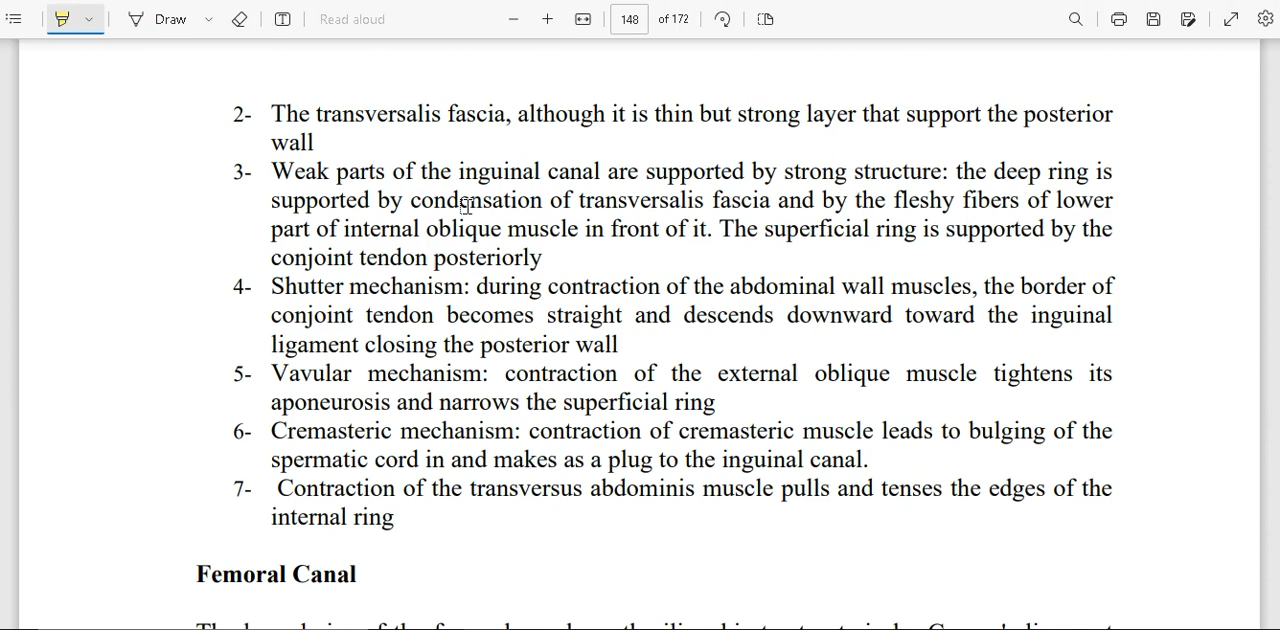 Draw
Read aloud
148 of 172
2- The transversalis fascia, although it is thin but strong layer that support the posterior
wall
3- Weak parts of the inguinal canal are supported by strong structure: the deep ring is
supported by condensation of transversalis fascia and by the fleshy fibers of lower
part of internal oblique muscle in front of it. The superficial ring is supported by the
conjoint tendon posteriorly
4- Shutter mechanism: during contraction of the abdominal wall muscles, the border of
conjoint tendon becomes straight and descends downward toward the inguinal
ligament closing the posterior wall
5- Vavular mechanism: contraction of the external oblique muscle tightens its
aponeurosis and narrows the superficial ring
6- Cremasteric mechanism: contraction of cremasteric muscle leads to bulging of the
spermatic cord in and makes as a plug to the inguinal canal.
7- Contraction of the transversus abdominis muscle pulls and tenses the edges of the
internal ring
Femoral Canal